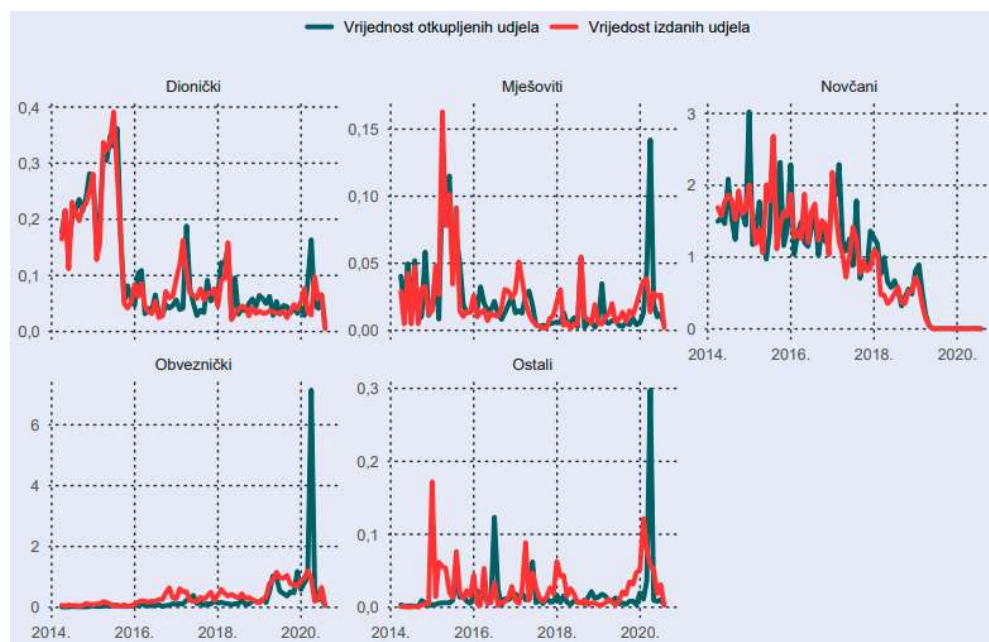 Vrijednost otkupljenih udjela Vrijedost izdanih udjela
Dionički
0,4
0,3
0,2
0,1
0,0
Mješoviti
0,15
0,10
0,05
0,00
Novčani
3
2
1
0
2014. 2016. 2018. 2020.
Obveznički
6
4
2
0
2014. 2016. 2018. 2020.
Ostali
0,3
0,2
0,1
0,0
2014. 2016. 2018. 2020.